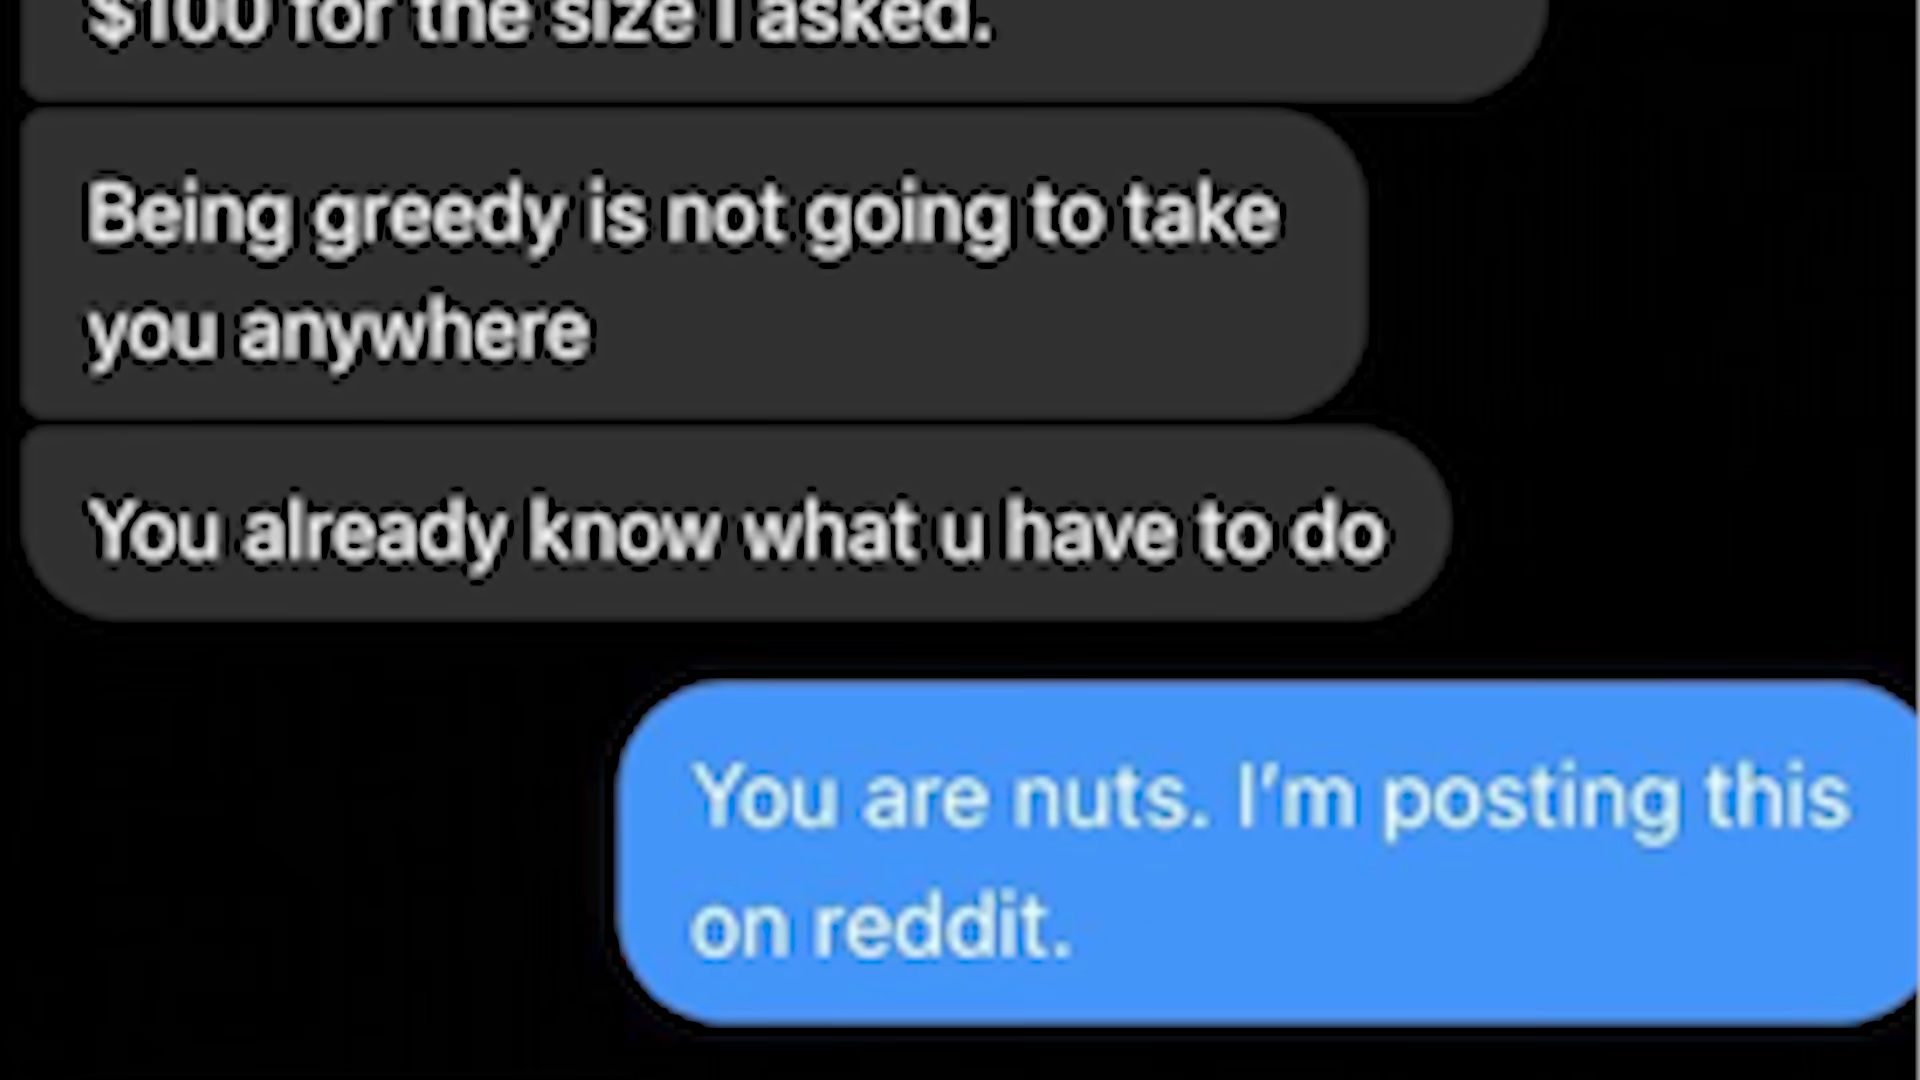 $100 for the size I asked.
Being greedy is not going to take
you anywhere
You already know what u have to do
You are nuts. I'm posting this
on reddit.